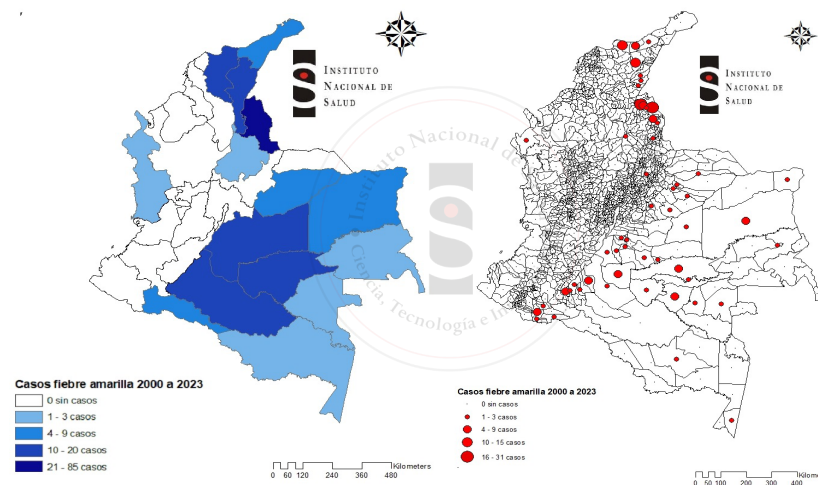 INSTITUTO
NACIONAL DE
SALUD
INSTITUTO
NACIONAL DE
SALUD
Instituto Nacional de
Ciencia, Tecnología e In
Casos fiebre amarilla 2000 a 2023
0 sin casos
1 - 3 casos
4 - 9 casos
10 - 20 casos
21 - 85 casos
Kilometers
0 60 120 240 360 480
Casos fiebre amarilla 2000 a 2023
0 sin casos
1 - 3 casos
4 - 9 casos
10 - 15 casos
16 - 31 casos
Kilom
0 50 100 200 300 400